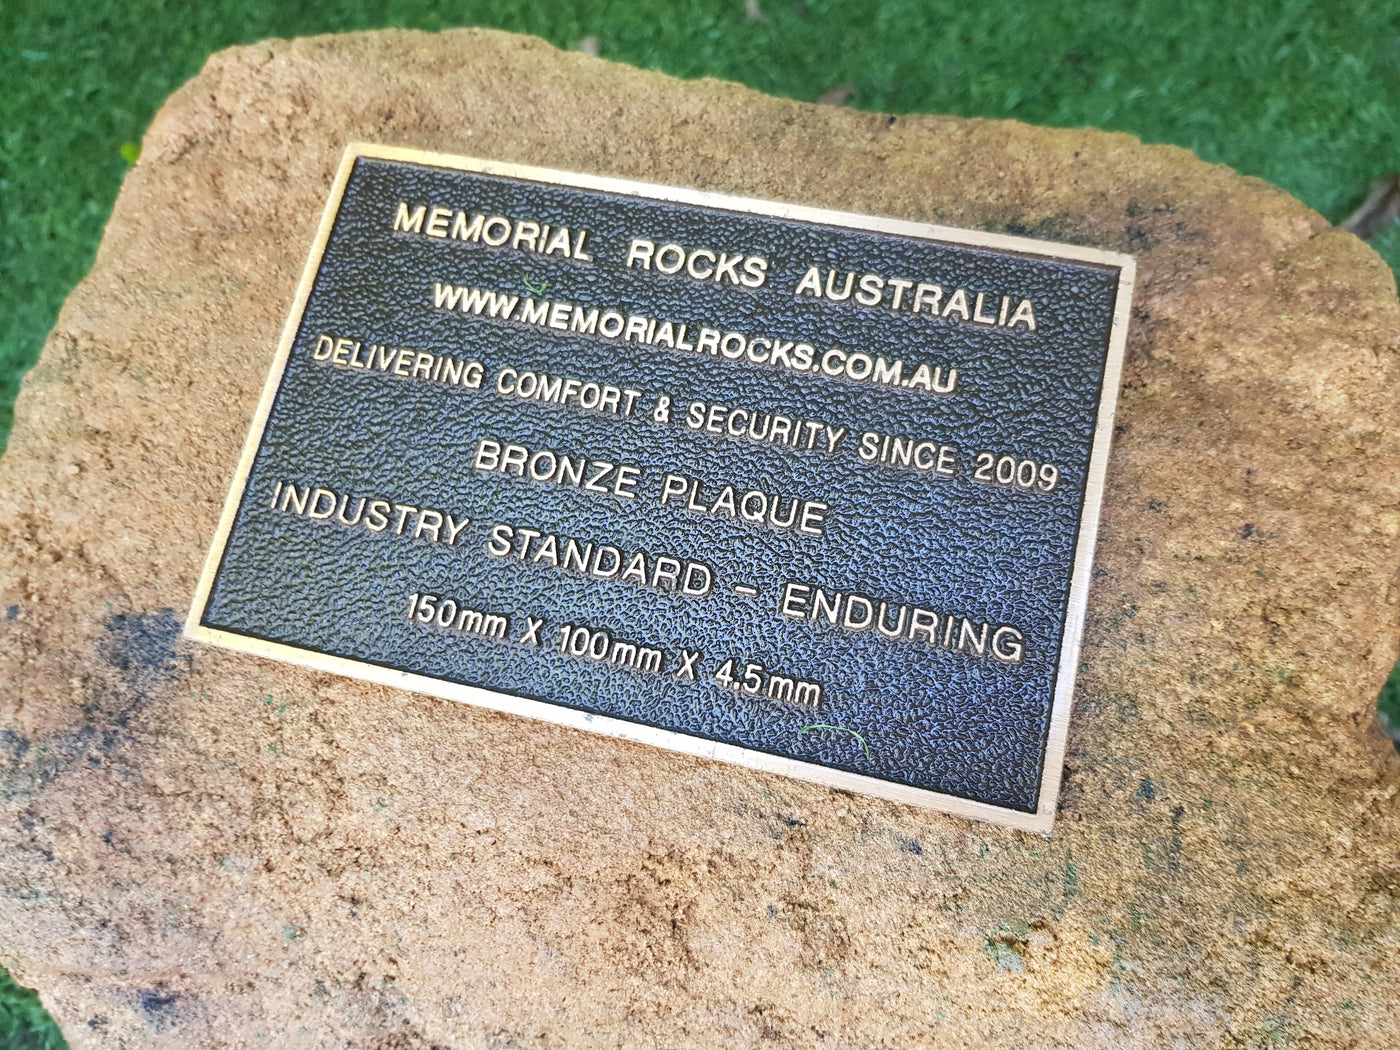 MEMORIAL ROCKS AUSTRALIA
WWW.MEMORIALROCKS.COM.AU
DELIVERING COMFORT & SECURITY SINCE 2009
BRONZE PLAQUE
INDUSTRY STANDARD - ENDURING
150mm X 100mm X 4.5mm